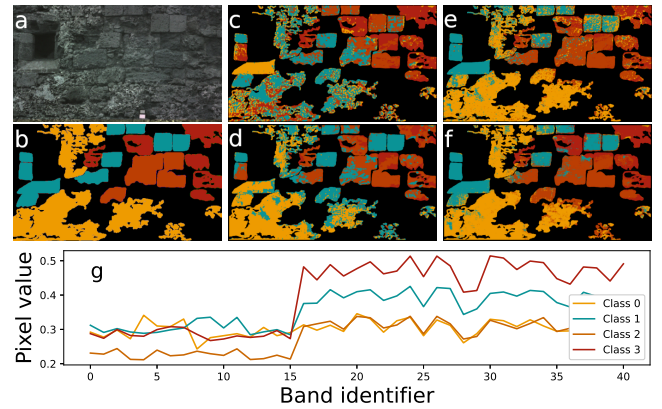 a
c
e
b
d
f
g
Pixel value
0.5
0.4
0.3
0.2
Class 0
Class 1
Class 2
Class 3
0
5
10
15
20
25
30
35
40
Band identifier